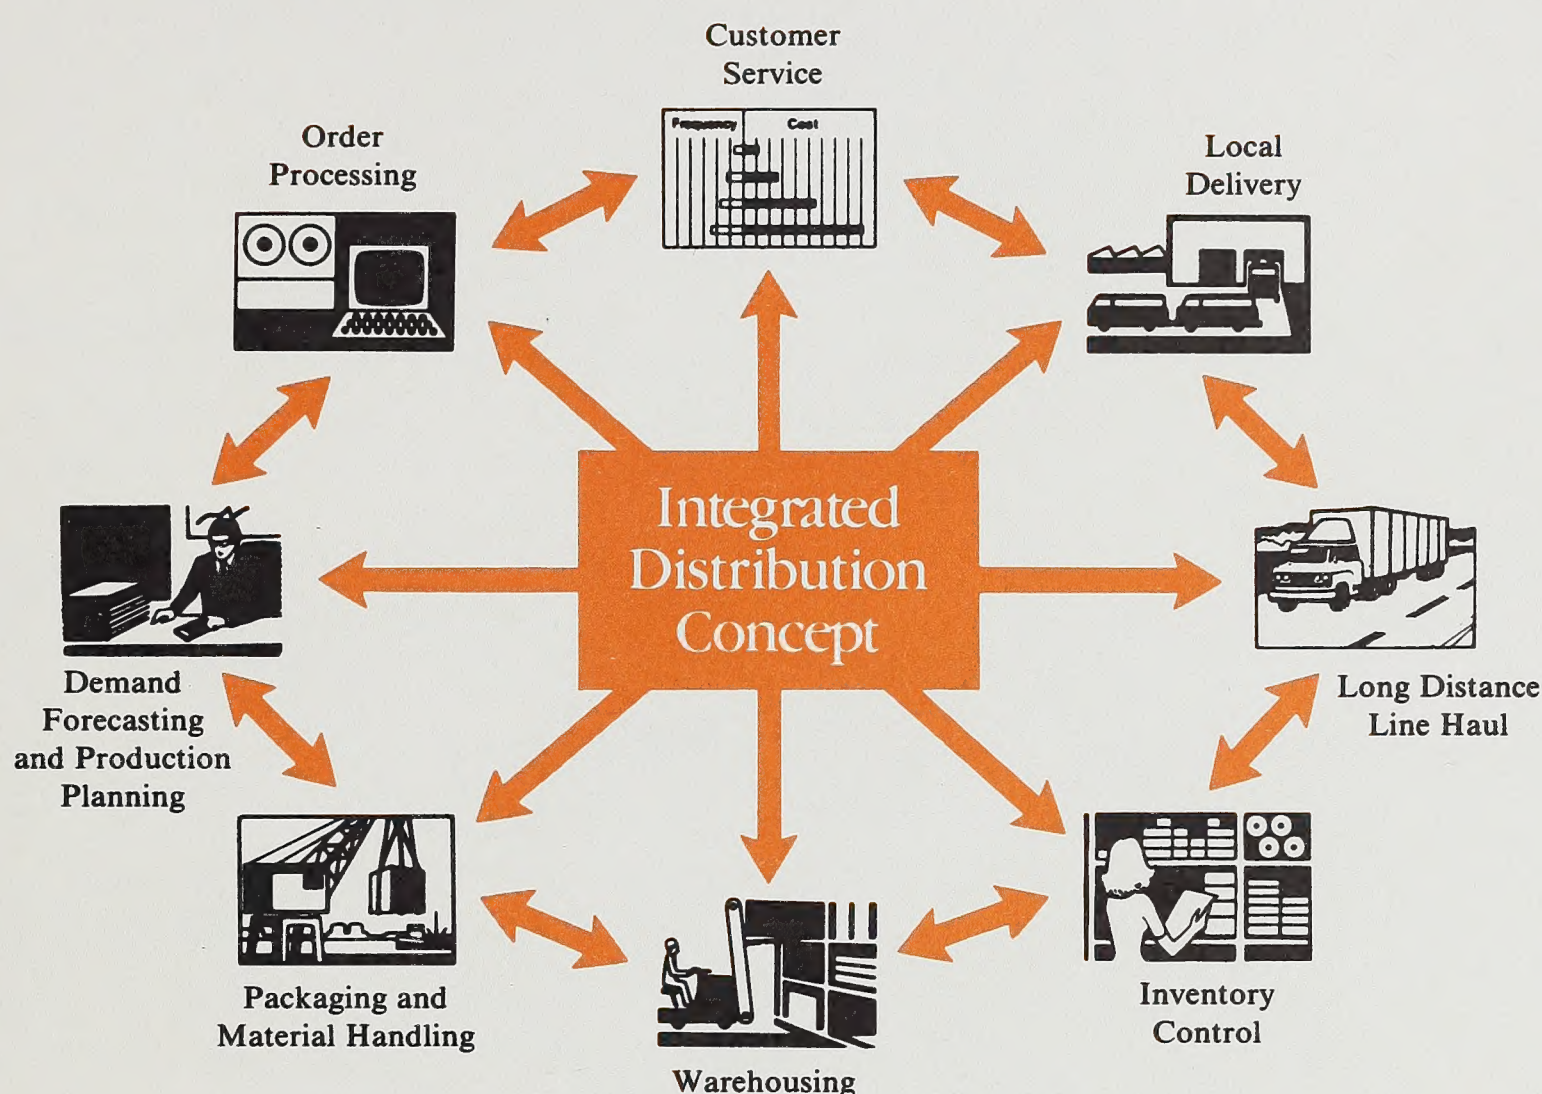 Customer
Service
Frequency Cost
Order
Processing
Local
Delivery
Integrated
Distribution
Concept
Demand
Forecasting
and Production
Planning
Long Distance
Line Haul
Packaging and
Material Handling
Inventory
Control
Warehousing